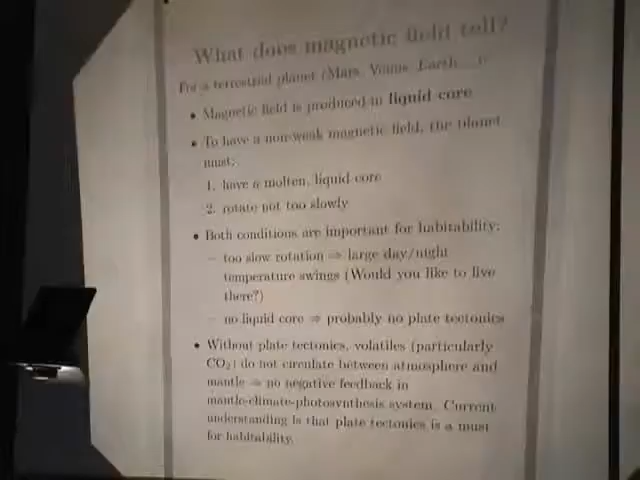 What does magnetic field tell?
For a terrestrial planet (Mars, Venus, Earth ...)
• Magnetic field is produced in liquid core
• To have a non-weak magnetic field, the planet
must:
1. have a molten, liquid core
2. rotate not too slowly
• Both conditions are important for habitability:
– too slow rotation ⇒ large day/night
temperature swings (Would you like to live
there?)
– no liquid core ⇒ probably no plate tectonics
• Without plate tectonics, volatiles (particularly
CO₂) do not circulate between atmosphere and
mantle ⇒ no negative feedback in
mantle-climate-photosynthesis system. Current
understanding is that plate tectonics is a must
for habitability.